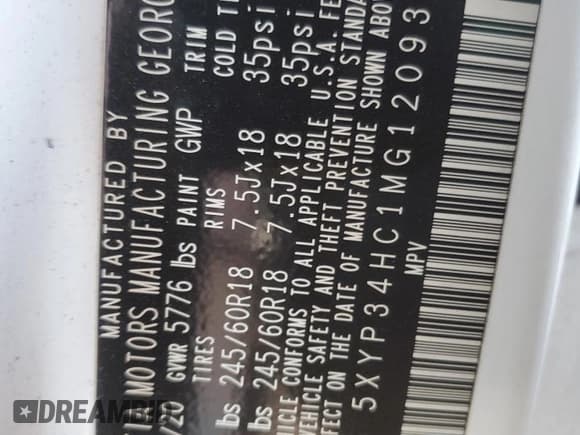 MANUFACTURED BY
MOTORS MANUFACTURING GEORG
/20 GVWR 5776 lbs PAINT GWP TRIM
TIRES RIMS COLD TI
lbs 245/60R18 7.5Jx18 35psi
lbs 245/60R18 7.5Jx18 35psi
ICLE CONFORMS TO ALL APPLICABLE U.S.A. FE
VEHICLE SAFETY AND THEFT PREVENTION STANDA
FECT ON THE DATE OF MANUFACTURE SHOWN ABO
5XYP34HC1MG12093
MPV
DREAMBID